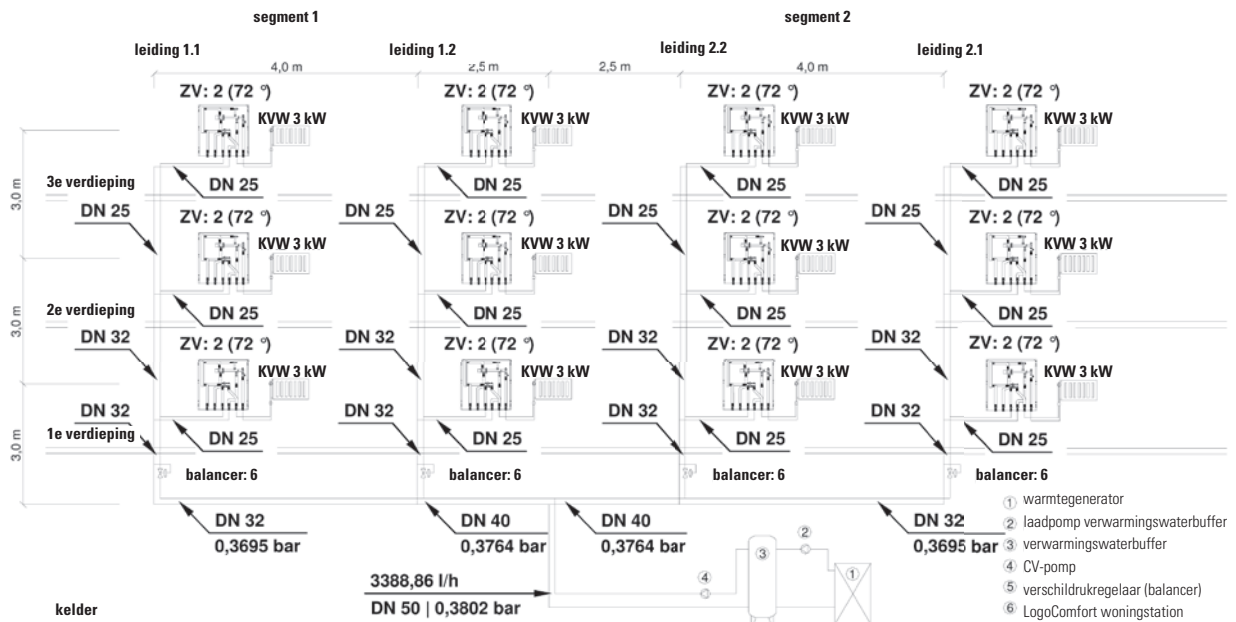 segment 1 segment 2
leiding 1.1 leiding 1.2 leiding 2.2 leiding 2.1
4,0 m 2,5 m 2,5 m 4,0 m
ZV: 2 (72 °) ZV: 2 (72 °) ZV: 2 (72 °) ZV: 2 (72 °)
KVW 3 kW KVW 3 kW KVW 3 kW KVW 3 kW
3,0 m
3e verdieping
DN 25 DN 25 DN 25 DN 25
DN 25 DN 25 DN 25 DN 25
ZV: 2 (72 °) ZV: 2 (72 °) ZV: 2 (72 °) ZV: 2 (72 °)
KVW 3 kW KVW 3 kW KVW 3 kW KVW 3 kW
3,0 m
2e verdieping
DN 25 DN 25 DN 25 DN 25
DN 32 DN 32 DN 32 DN 32
ZV: 2 (72 °) ZV: 2 (72 °) ZV: 2 (72 °) ZV: 2 (72 °)
KVW 3 kW KVW 3 kW KVW 3 kW KVW 3 kW
DN 32 DN 32 DN 32 DN 32
3,0 m
1e verdieping
DN 25 DN 25 DN 25 DN 25
balancer: 6 balancer: 6 balancer: 6 balancer: 6
DN 32 DN 40 DN 40 DN 32
0,3695 bar 0,3764 bar 0,3764 bar 0,3695 bar
3388,86 l/h
DN 50 | 0,3802 bar
4 3 2 1
kelder
1 warmtegenerator
2 laadpomp verwarmingswaterbuffer
3 verwarmingswaterbuffer
4 CV-pomp
5 verschildrukregelaar (balancer)
6 LogoComfort woningstation